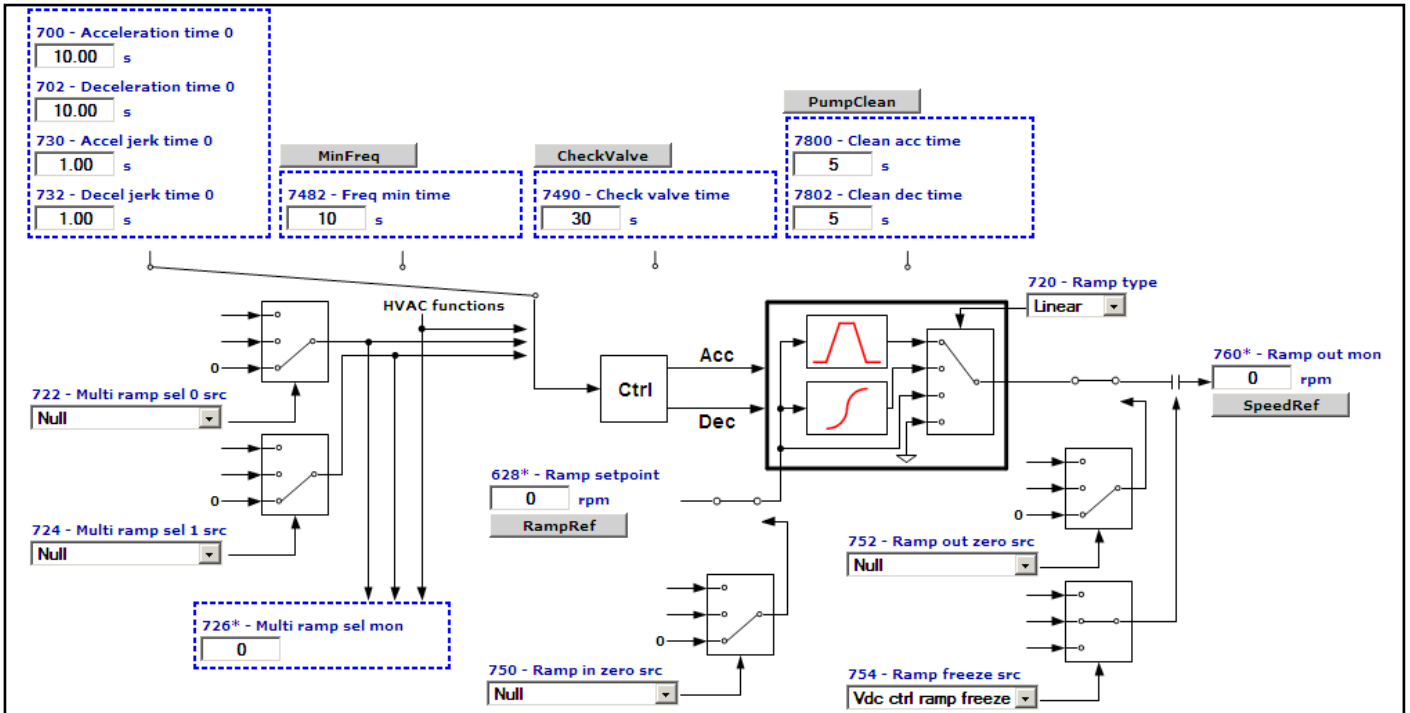 700 - Acceleration time 0
10.00 s
702 - Deceleration time 0
10.00 s
730 - Accel jerk time 0
1.00 s
732 - Decel jerk time 0
1.00 s
MinFreq
7482 - Freq min time
10 s
CheckValve
7490 - Check valve time
30 s
PumpClean
7800 - Clean acc time
5 s
7802 - Clean dec time
5 s
HVAC functions
0
722 - Multi ramp sel 0 src
Null
0
724 - Multi ramp sel 1 src
Null
726* - Multi ramp sel mon
0
Ctrl
Acc
Dec
628* - Ramp setpoint
0 rpm
RampRef
0
750 - Ramp in zero src
Null
720 - Ramp type
Linear
760* - Ramp out mon
0 rpm
SpeedRef
0
752 - Ramp out zero src
Null
754 - Ramp freeze src
Vdc ctrl ramp freeze